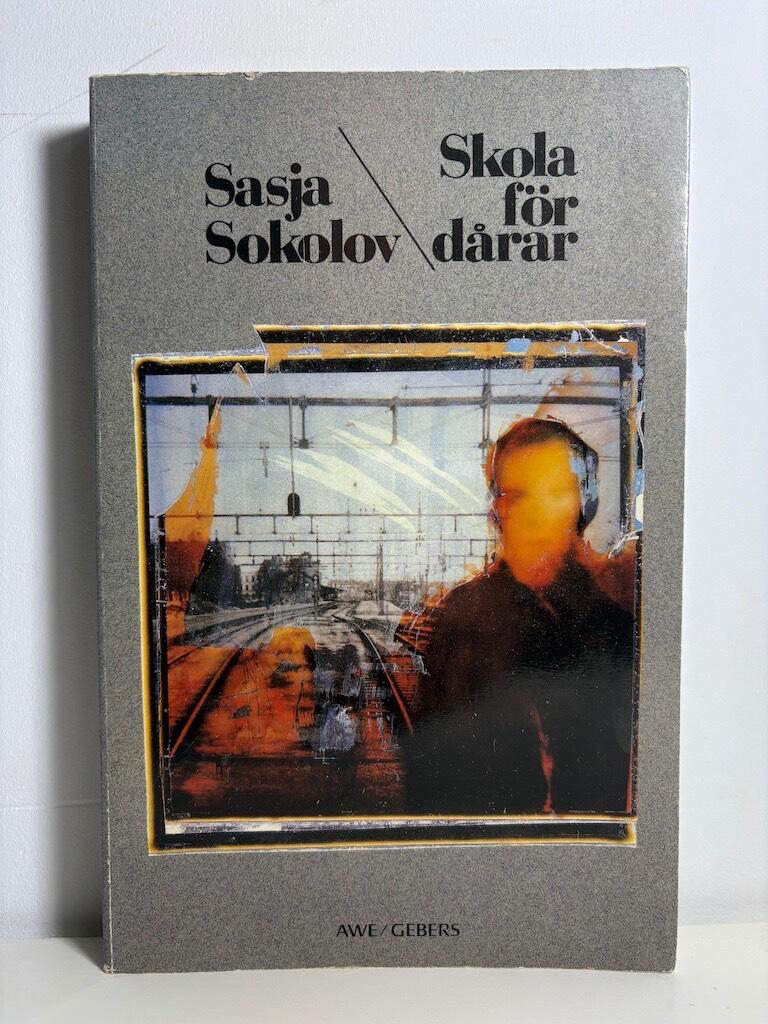 Sasja
Sokolov
Skola
för
dårar
AWE/GEBERS